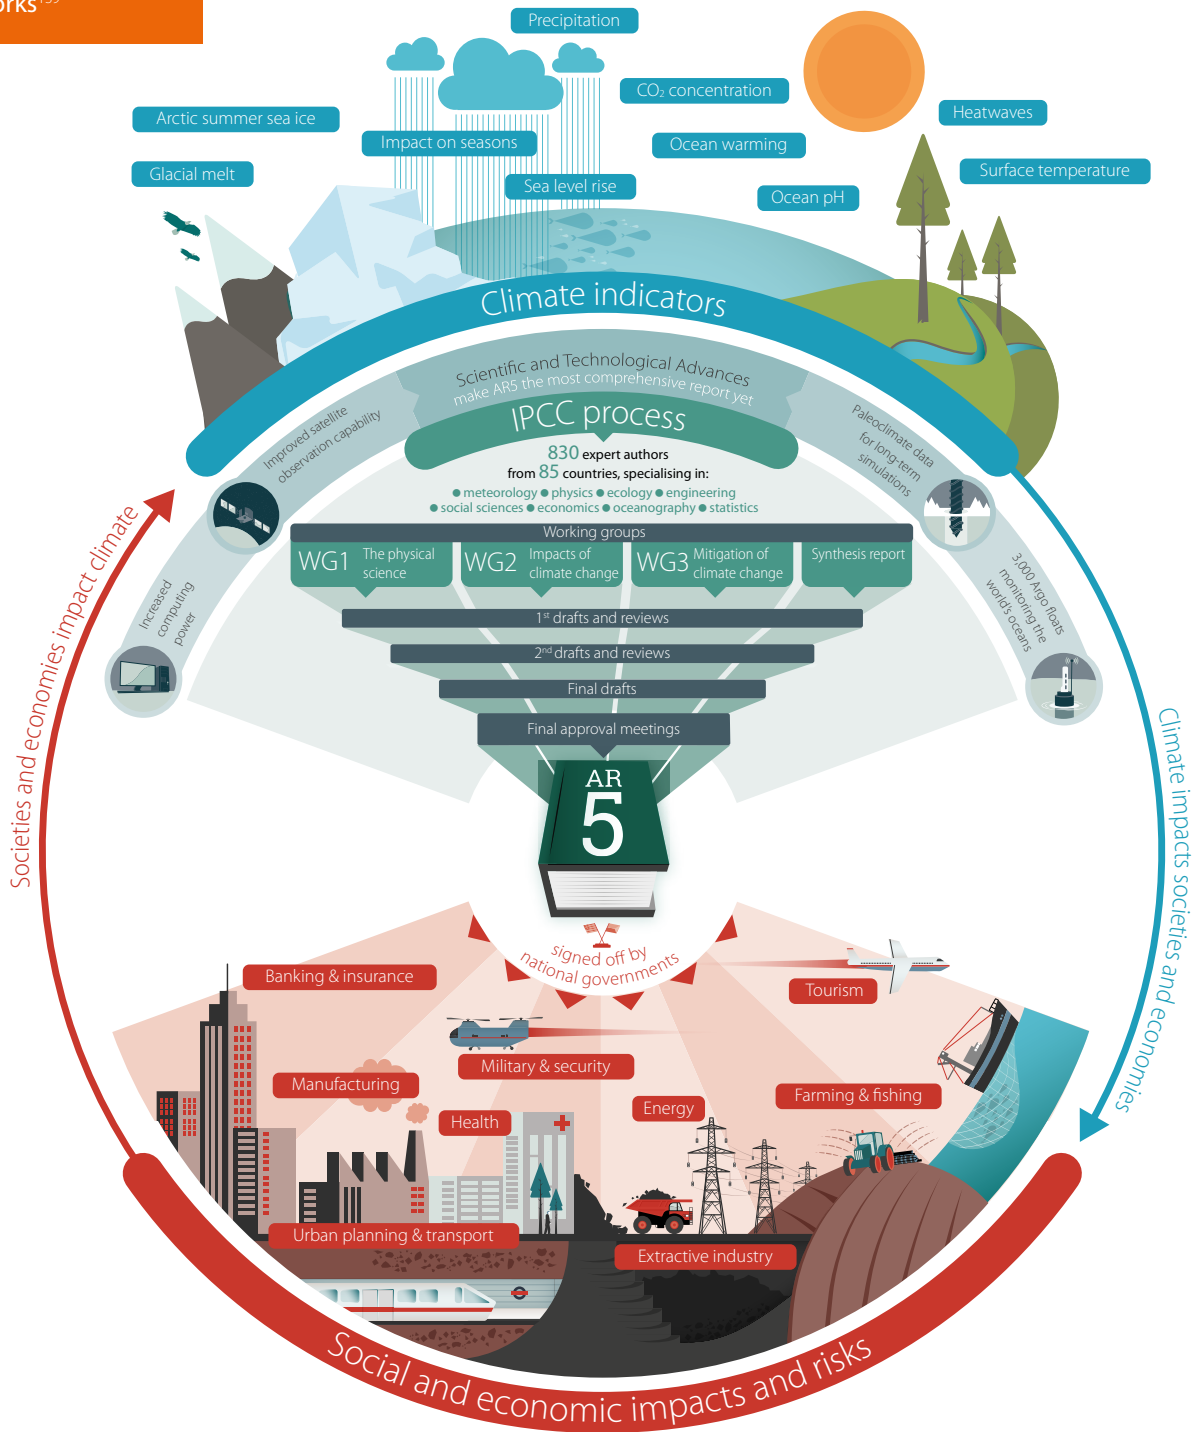 Precipitation
CO₂ concentration
Arctic summer sea ice
Heatwaves
Impact on seasons
Ocean warming
Glacial melt
Surface temperature
Sea level rise
Ocean pH
Climate indicators
Scientific and Technological Advances
make AR5 the most comprehensive report yet
IPCC process
Improved satellite
observation capability
Increased
computing
power
Paleoclimate data
for long-term
simulations
3,000 Argo floats
monitoring the
world's oceans
830 expert authors
from 85 countries, specialising in:
● meteorology ● physics ● ecology ● engineering
● social sciences ● economics ● oceanography ● statistics
Working groups
WG1 The physical
science
WG2 Impacts of
climate change
WG3 Mitigation of
climate change
Synthesis report
1st drafts and reviews
2nd drafts and reviews
Final drafts
Final approval meetings
AR
5
signed off by
national governments
Societies and economies impact climate
Climate impacts societies and economies
Banking & insurance
Tourism
Military & security
Manufacturing
Farming & fishing
Energy
Health
Urban planning & transport
Extractive industry
Social and economic impacts and risks